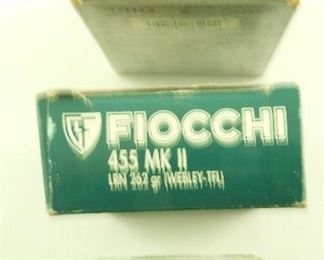 FIOCCHI
455 MK II
LRN 262 gr (WEBLEY-TFL)